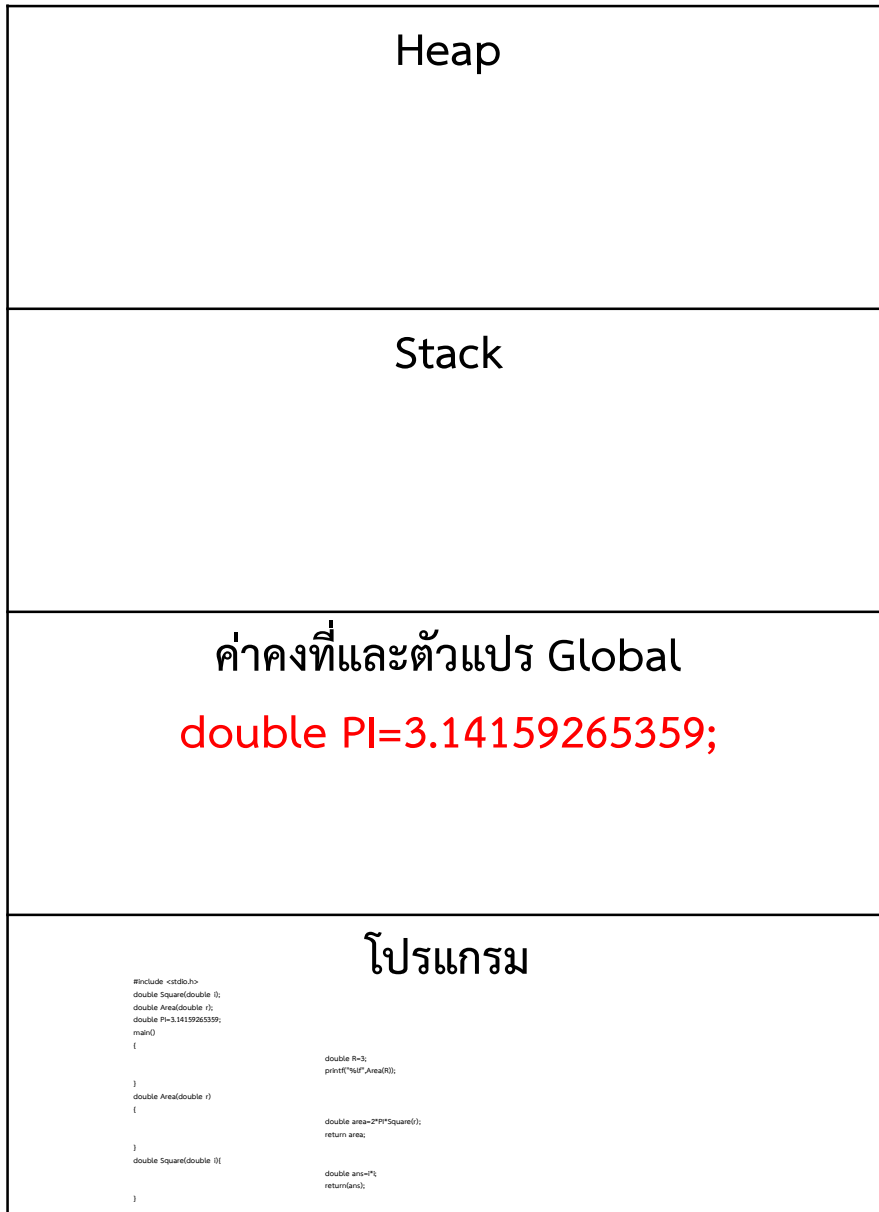 Heap
Stack
ค่าคงที่และตัวแปร Global
double PI=3.14159265359;
โปรแกรม
#include <stdio.h>
double Square(double i);
double Area(double r);
double PI=3.14159265359;
main()
{
double R=3;
printf("%lf",Area(R));
}
double Area(double r)
{
double area=2*PI*Square(r);
return area;
}
double Square(double i){
double ans=i*i;
return(ans);
}